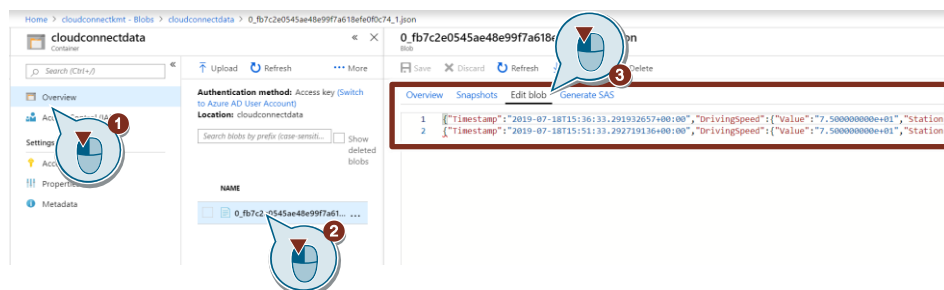 Home > cloudconnectkmt - Blobs > cloudconnectdata > 0_fb7c2e0545ae48e99f7a618efe0f0c74_1.json
cloudconnectdata
Container
Search (Ctrl+/)
Overview
Settings
Properties
Metadata
1
Upload Refresh More
Authentication method: Access key (Switch
to Azure AD User Account)
Location: cloudconnectdata
Search blobs by prefix (case-sensiti...
Show
deleted
blobs
NAME
0_fb7c2e0545ae48e99f7a61...
2
0_fb7c2e0545ae48e99f7a618e
Blob
Save Discard Refresh Delete
3
Overview Snapshots Edit blob Generate SAS
1 {"Timestamp":"2019-07-18T15:36:33.291932657+00:00","DrivingSpeed":{"Value":"7.500000000e+01","Station
2 {"Timestamp":"2019-07-18T15:51:33.292719136+00:00","DrivingSpeed":{"Value":"7.500000000e+01","Station